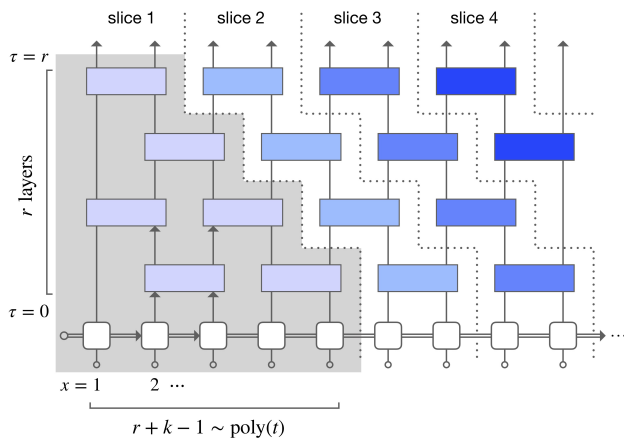 slice 1 slice 2 slice 3 slice 4
τ = r
r layers
τ = 0
...
x = 1 2 ...
r + k − 1 ∼ poly(t)